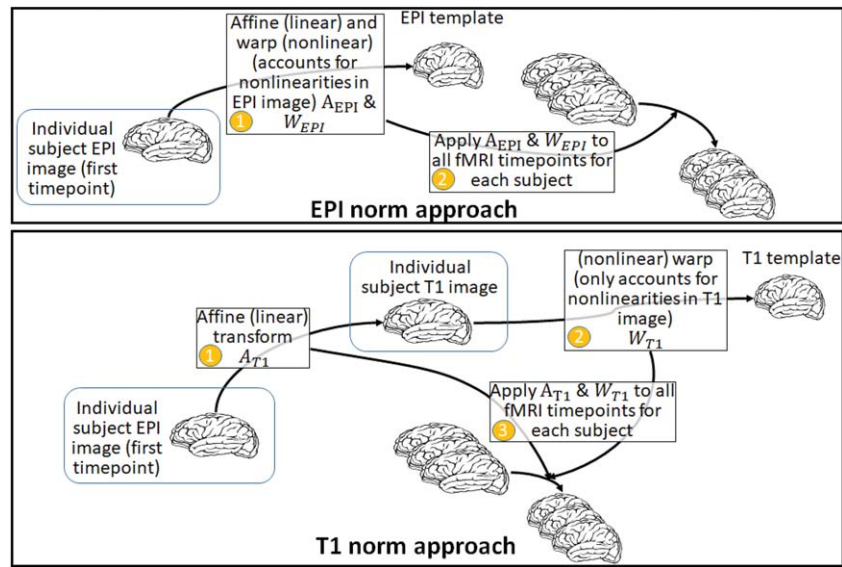 Affine (linear) and
warp (nonlinear)
(accounts for
nonlinearities in
EPI image) A_EPI &
1 W_EPI
EPI template
Individual
subject EPI
image (first
timepoint)
Apply A_EPI & W_EPI to
all fMRI timepoints for
2 each subject
EPI norm approach
Individual
subject T1 image
(nonlinear) warp
(only accounts for
nonlinearities in T1
image)
2 W_T1
T1 template
Affine (linear)
transform
1 A_T1
Individual
subject EPI
image (first
timepoint)
Apply A_T1 & W_T1 to all
fMRI timepoints for
3 each subject
T1 norm approach